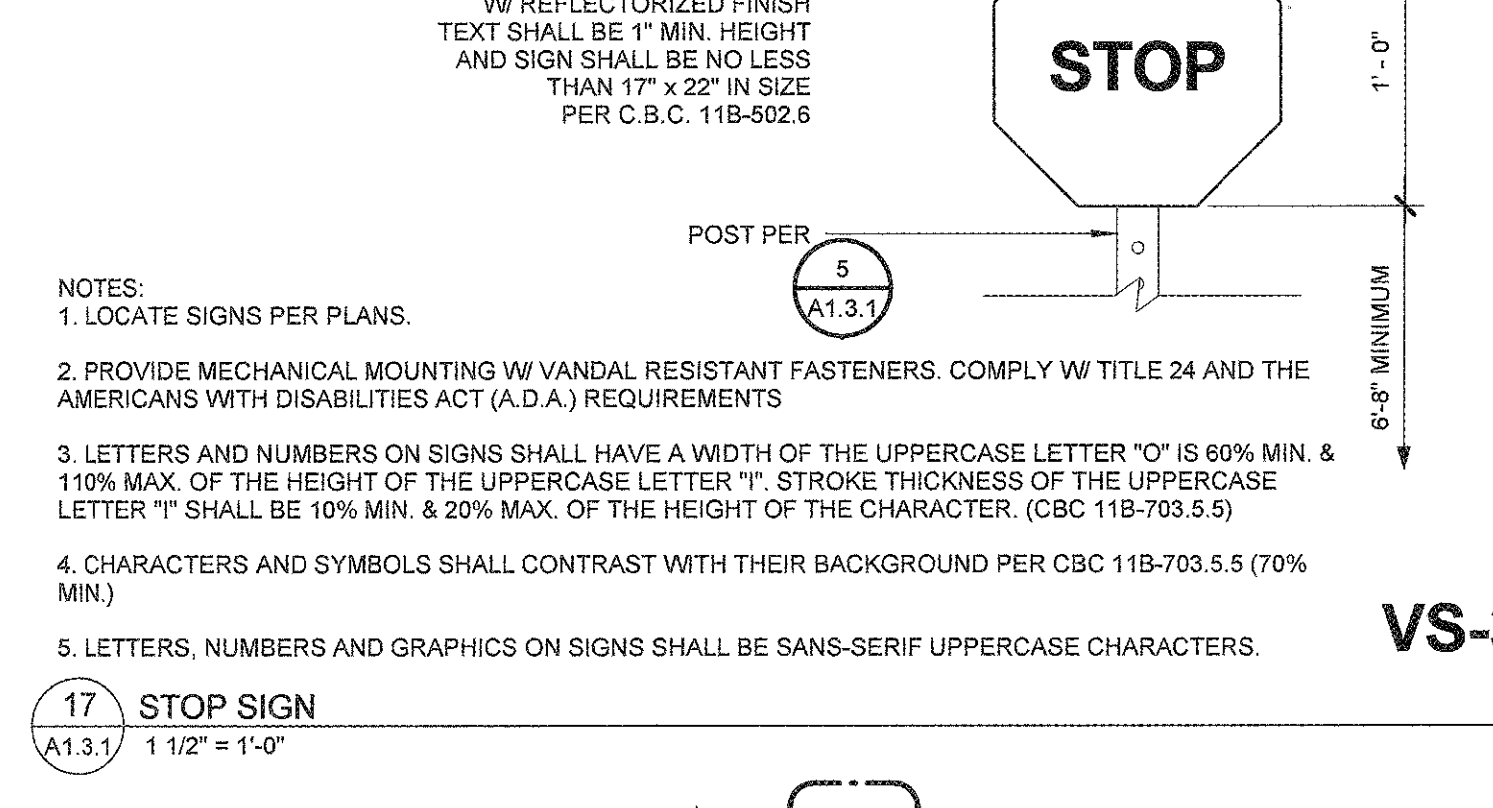 W/ REFLECTORIZED FINISH
TEXT SHALL BE 1" MIN. HEIGHT
AND SIGN SHALL BE NO LESS
THAN 17" x 22" IN SIZE
PER C.B.C. 11B-502.6
STOP
1' - 0"
POST PER
5
A1.3.1
6'-8" MINIMUM
NOTES:
1. LOCATE SIGNS PER PLANS.
2. PROVIDE MECHANICAL MOUNTING W/ VANDAL RESISTANT FASTENERS. COMPLY W/ TITLE 24 AND THE
AMERICANS WITH DISABILITIES ACT (A.D.A.) REQUIREMENTS
3. LETTERS AND NUMBERS ON SIGNS SHALL HAVE A WIDTH OF THE UPPERCASE LETTER "O" IS 60% MIN. &
110% MAX. OF THE HEIGHT OF THE UPPERCASE LETTER "I". STROKE THICKNESS OF THE UPPERCASE
LETTER "I" SHALL BE 10% MIN. & 20% MAX. OF THE HEIGHT OF THE CHARACTER. (CBC 11B-703.5.5)
4. CHARACTERS AND SYMBOLS SHALL CONTRAST WITH THEIR BACKGROUND PER CBC 11B-703.5.5 (70%
MIN.)
5. LETTERS, NUMBERS AND GRAPHICS ON SIGNS SHALL BE SANS-SERIF UPPERCASE CHARACTERS.
VS-
17
A1.3.1
STOP SIGN
1 1/2" = 1'-0"